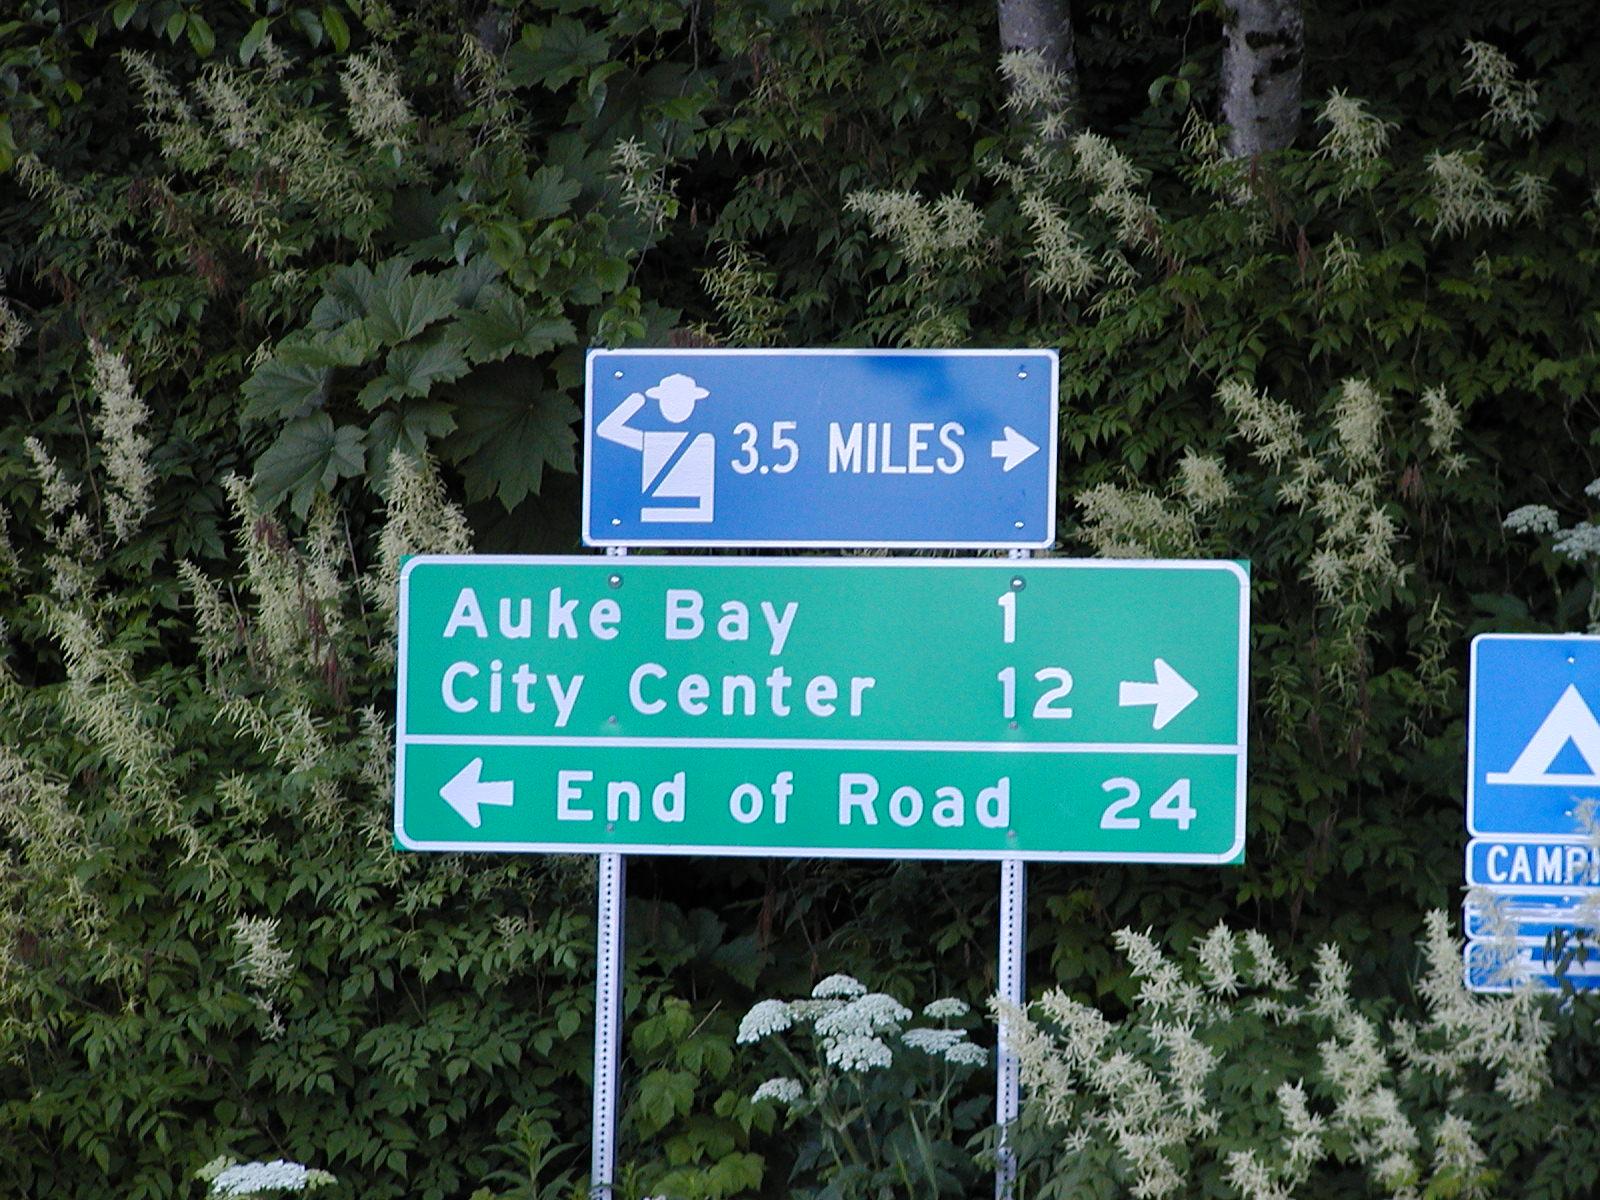 3.5 MILES
Auke Bay 1
City Center 12
End of Road 24